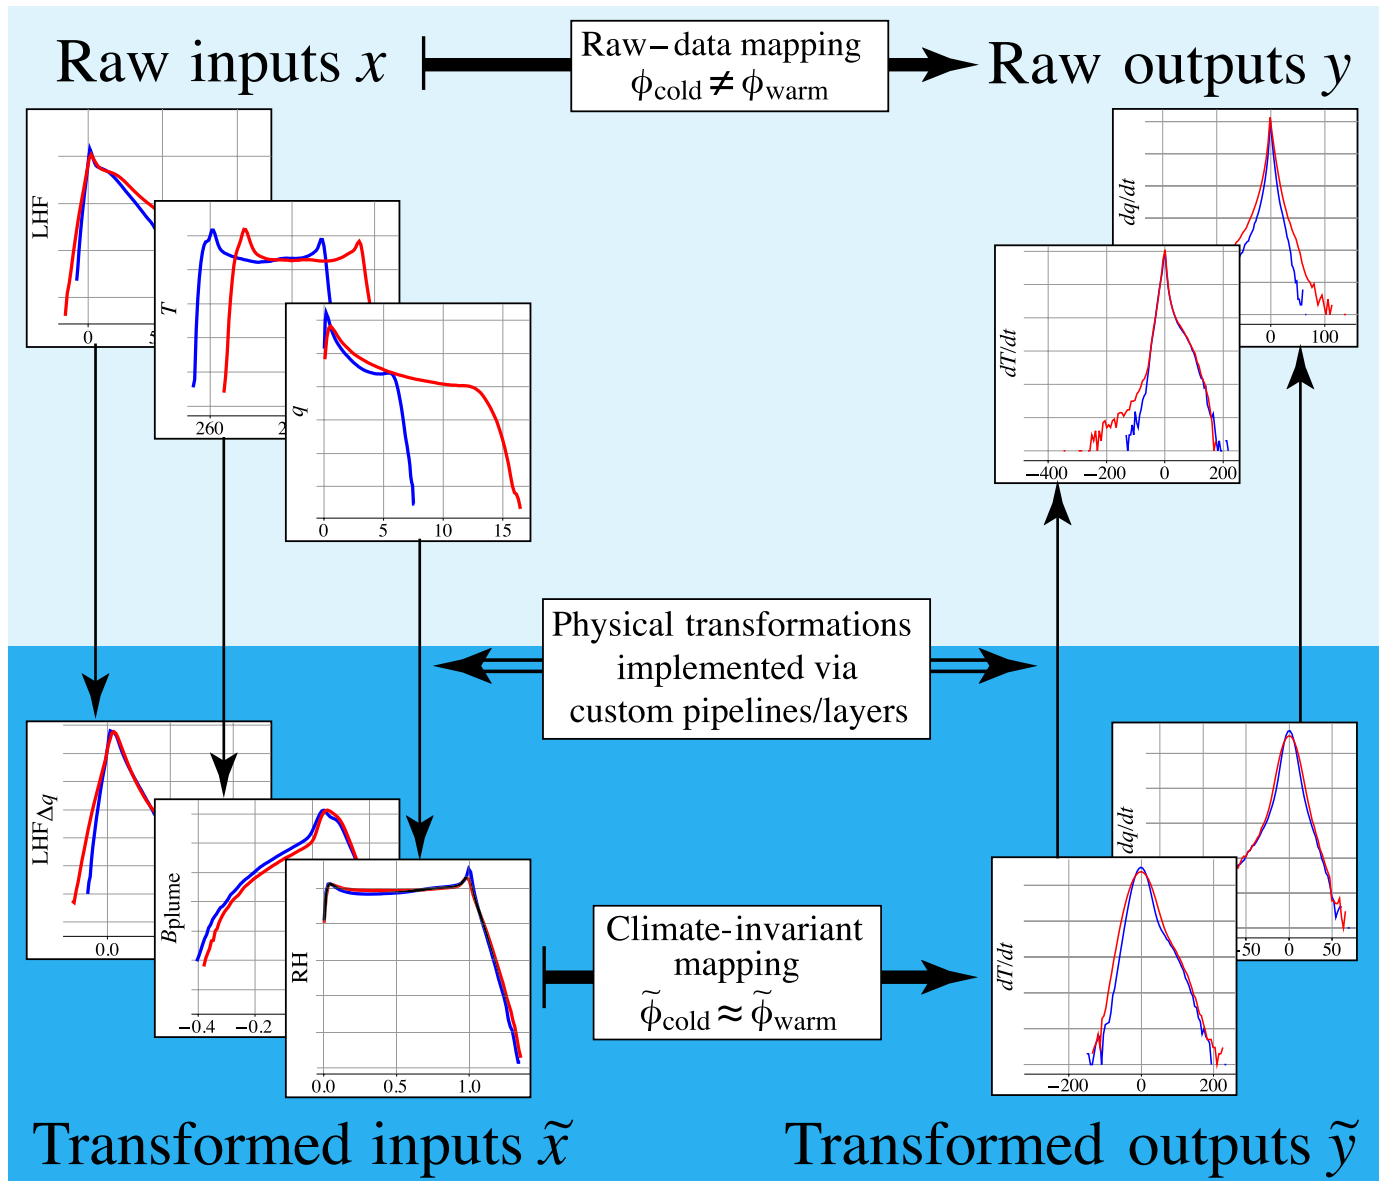 Raw inputs x
Raw−data mapping
ϕcold ≠ ϕwarm
Raw outputs y
LHF
0
5
T
260
2
q
0
5
10
15
dq/dt
0
100
dT/dt
−400
−200
0
200
Physical transformations
implemented via
custom pipelines/layers
LHFΔq
0.0
Bplume
−0.4
−0.2
RH
0.0
0.5
1.0
Climate-invariant
mapping
ϕ̃cold ≈ ϕ̃warm
dq/dt
-50
0
50
dT/dt
−200
0
200
Transformed inputs x̃
Transformed outputs ỹ